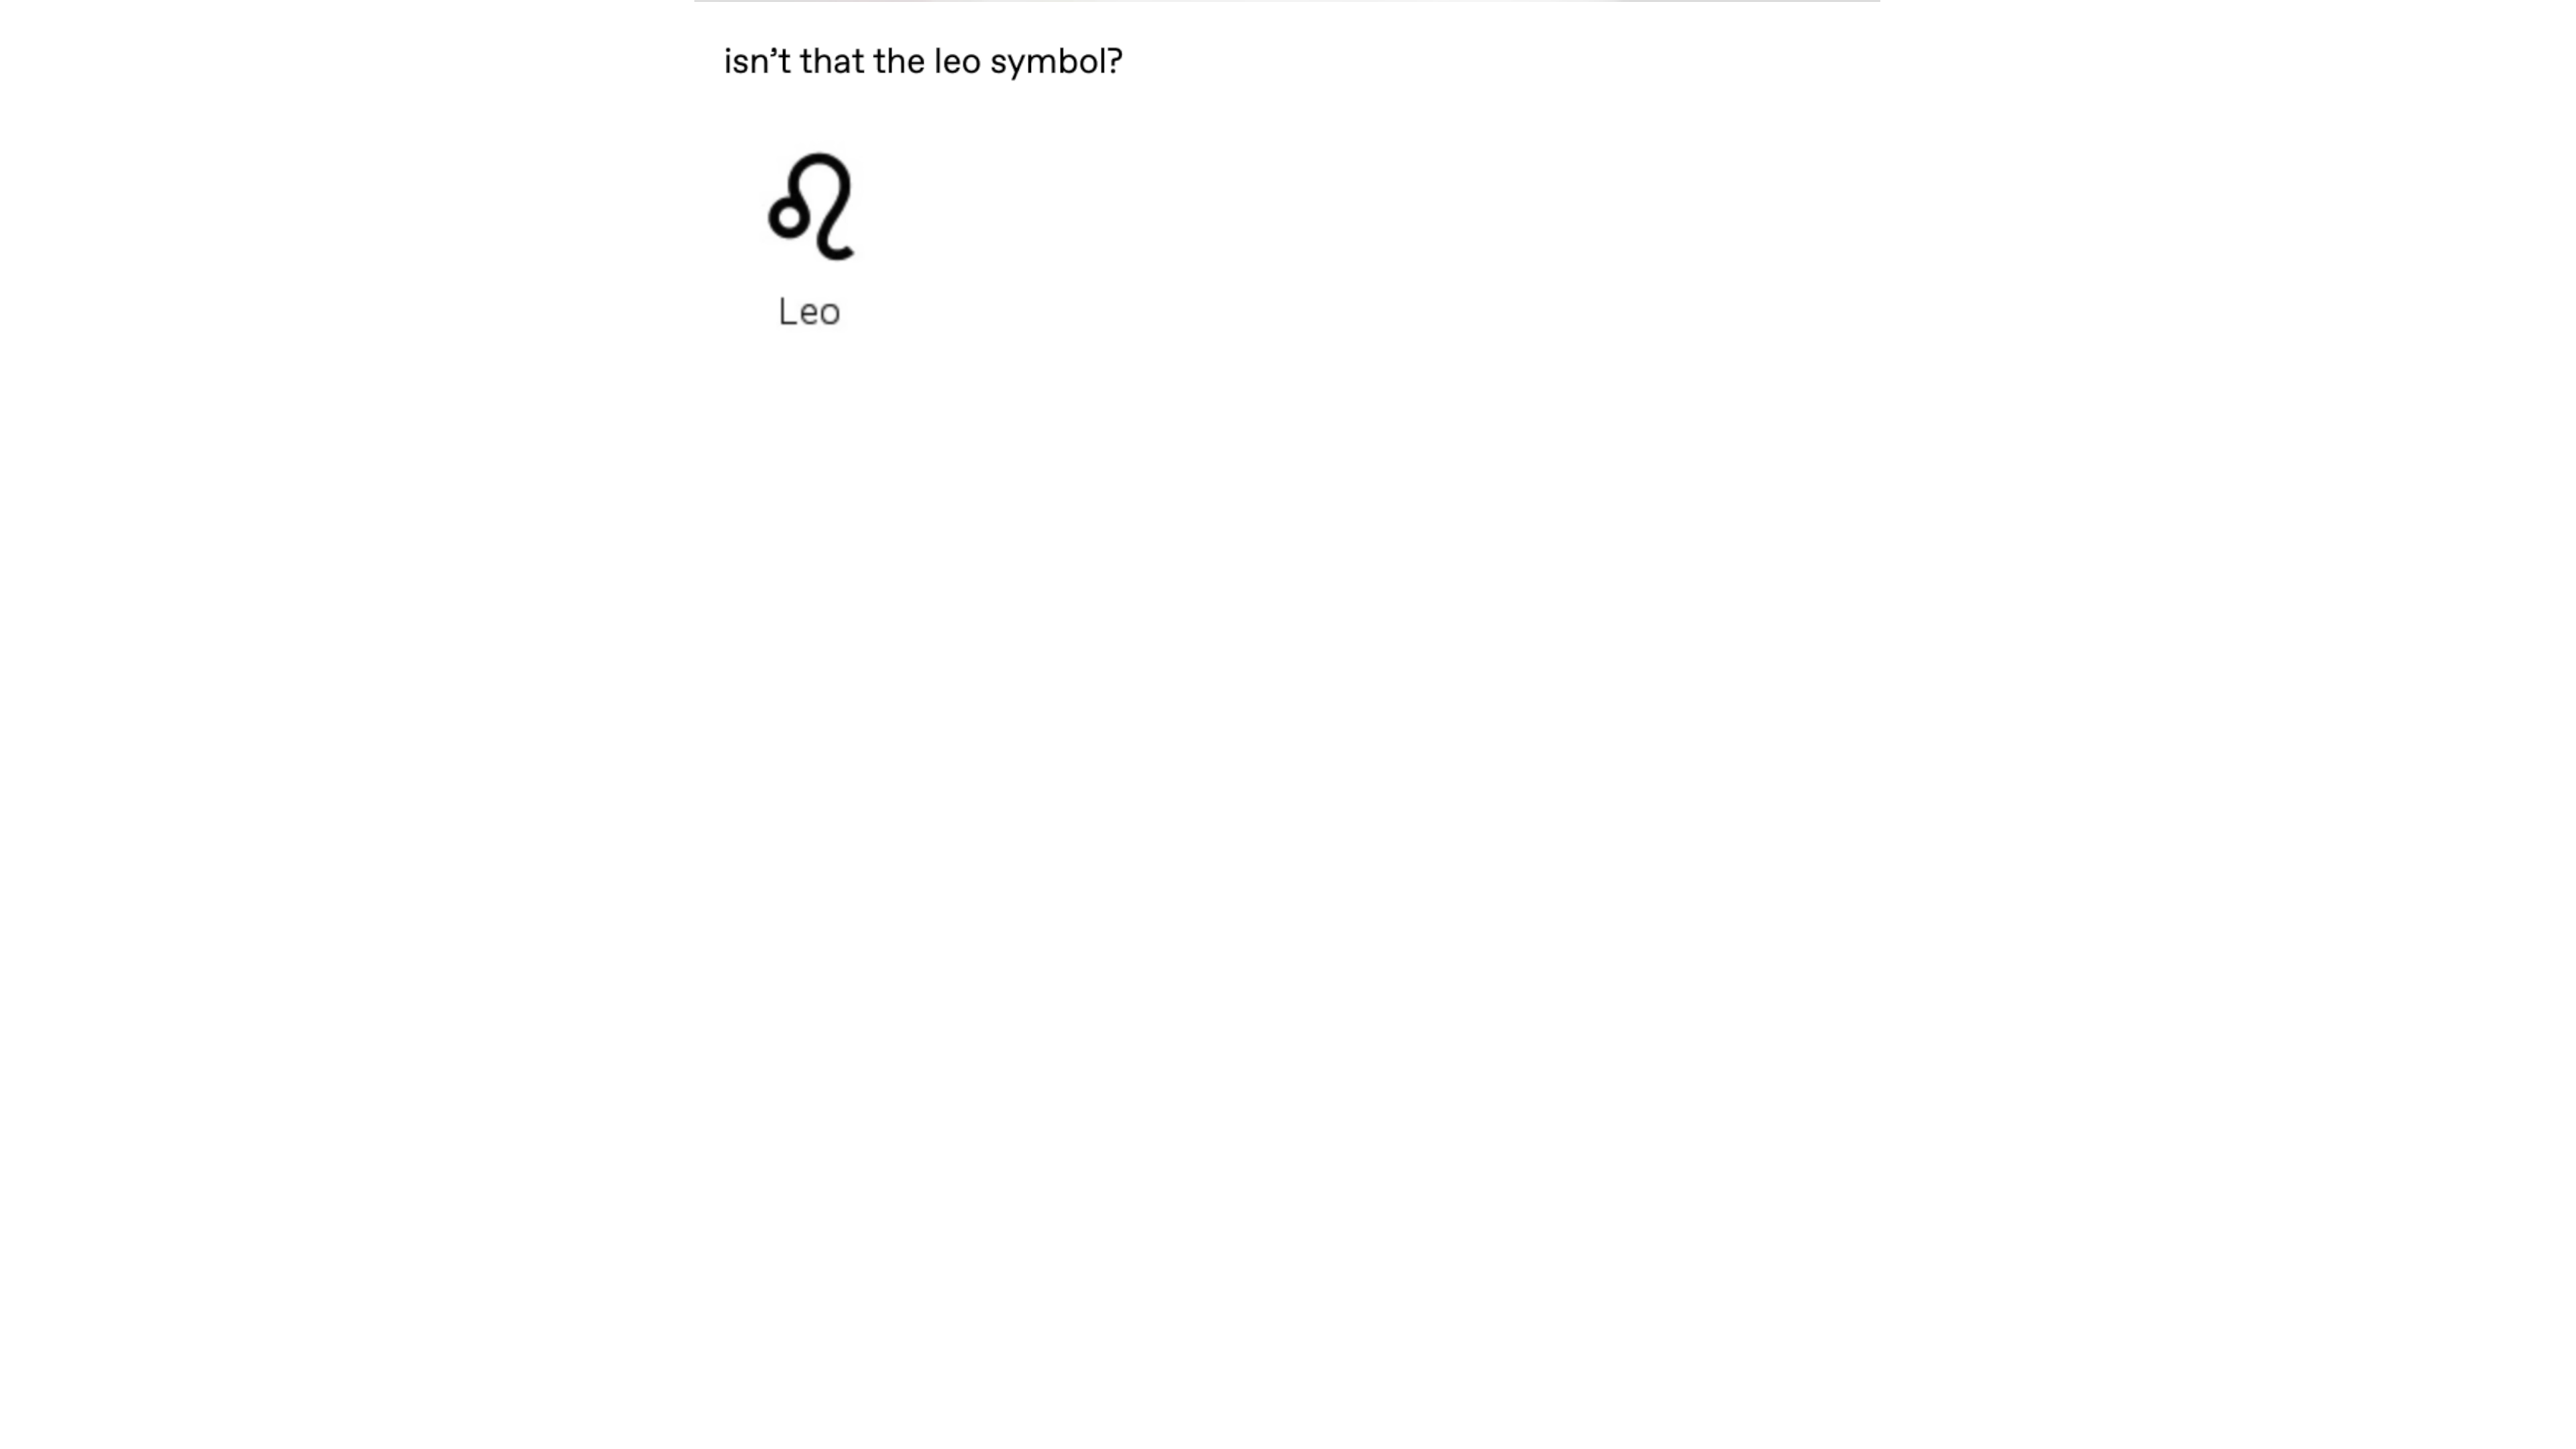 isn’t that the leo symbol?
♌
Leo